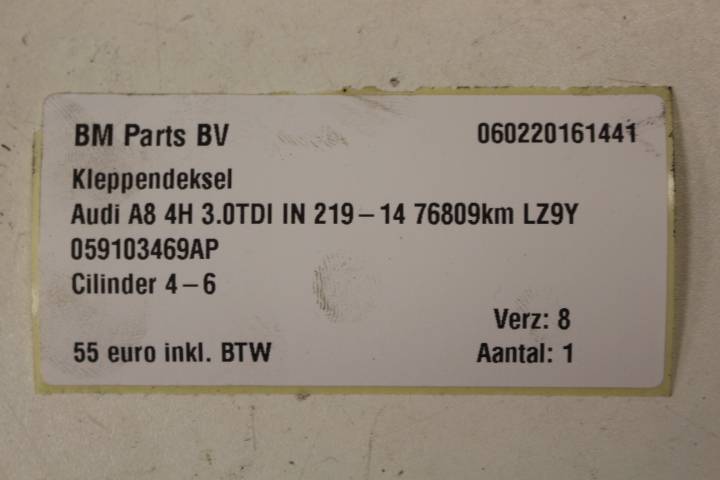 BM Parts BV 060220161441
Kleppendeksel
Audi A8 4H 3.0TDI IN 219-14 76809km LZ9Y
059103469AP
Cilinder 4-6
Verz: 8
55 euro inkl. BTW Aantal: 1